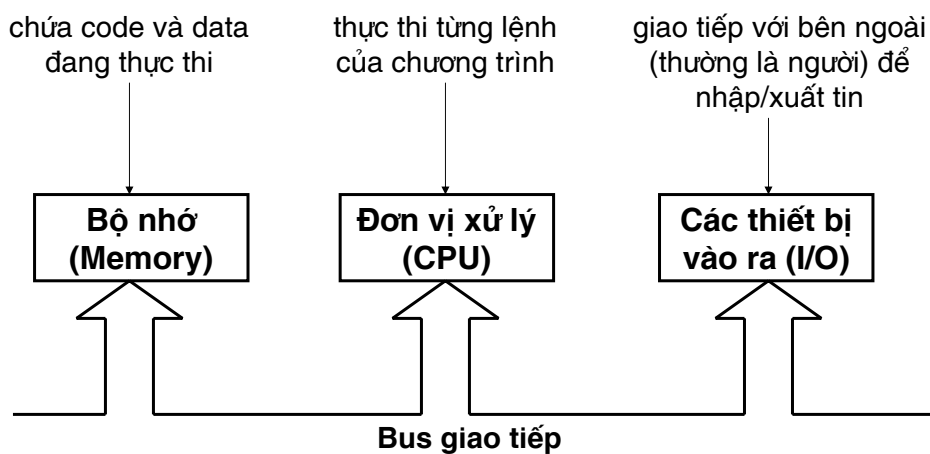 chứa code và data
đang thực thi
thực thi từng lệnh
của chương trình
giao tiếp với bên ngoài
(thường là người) để
nhập/xuất tin
Bộ nhớ
(Memory)
Đơn vị xử lý
(CPU)
Các thiết bị
vào ra (I/O)
Bus giao tiếp